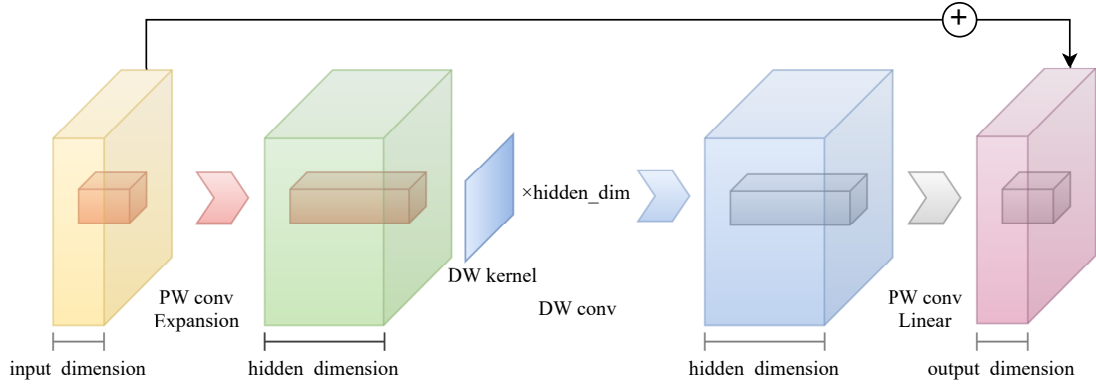 +
×hidden_dim
DW kernel
PW conv
Expansion
DW conv
PW conv
Linear
input dimension
hidden dimension
hidden dimension
output dimension